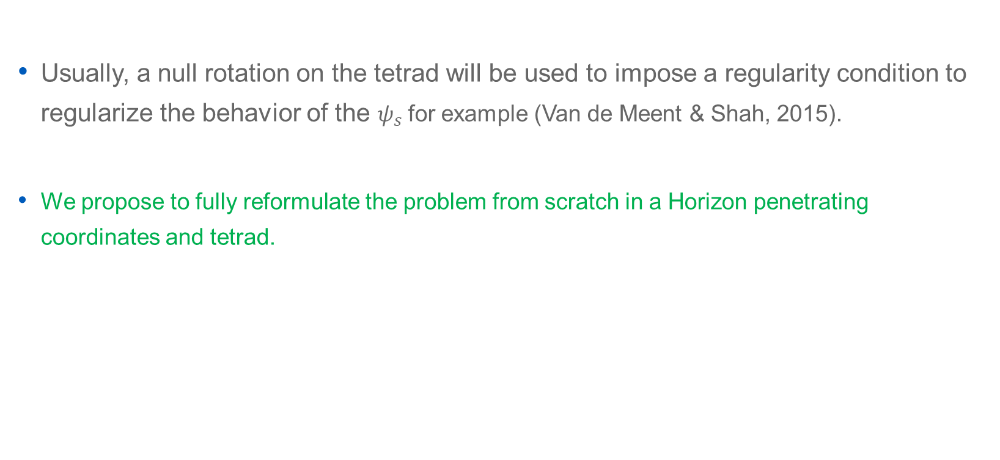 • Usually, a null rotation on the tetrad will be used to impose a regularity condition to
regularize the behavior of the 𝜓ₛ for example (Van de Meent & Shah, 2015).
• We propose to fully reformulate the problem from scratch in a Horizon penetrating
coordinates and tetrad.